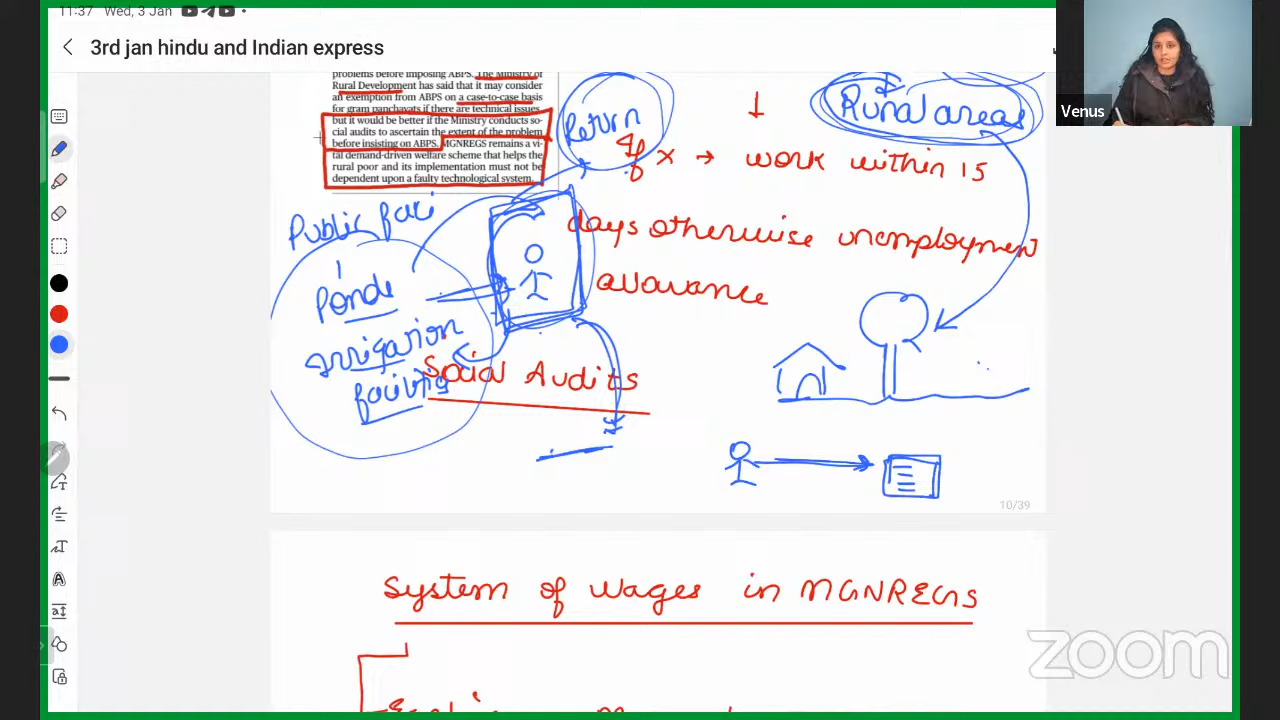 11:37 Wed, 3 Jan
3rd jan hindu and Indian express
Venus
problems before imposing ABPS. The Ministry of
Rural Development has said that it may consider
an exemption from ABPS on a case-to-case basis
for gram panchayats if there are technical issues,
but it would be better if the Ministry conducts so-
cial audits to ascertain the extent of the problem
before insisting on ABPS. MGNREGS remains a vi-
tal demand-driven welfare scheme that helps the
rural poor and its implementation must not be
dependent upon a faulty technological system.
Return
Rural areas
If x → work within 15
days otherwise unemployment
allowance
Public faci
Ponds
irrigation
facilities
Social Audits
10/39
System of wages in MGNREGS
zoom